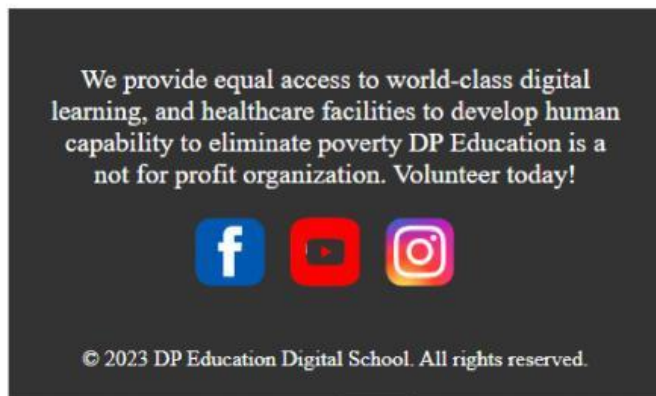 We provide equal access to world-class digital
learning, and healthcare facilities to develop human
capability to eliminate poverty DP Education is a
not for profit organization. Volunteer today!
© 2023 DP Education Digital School. All rights reserved.